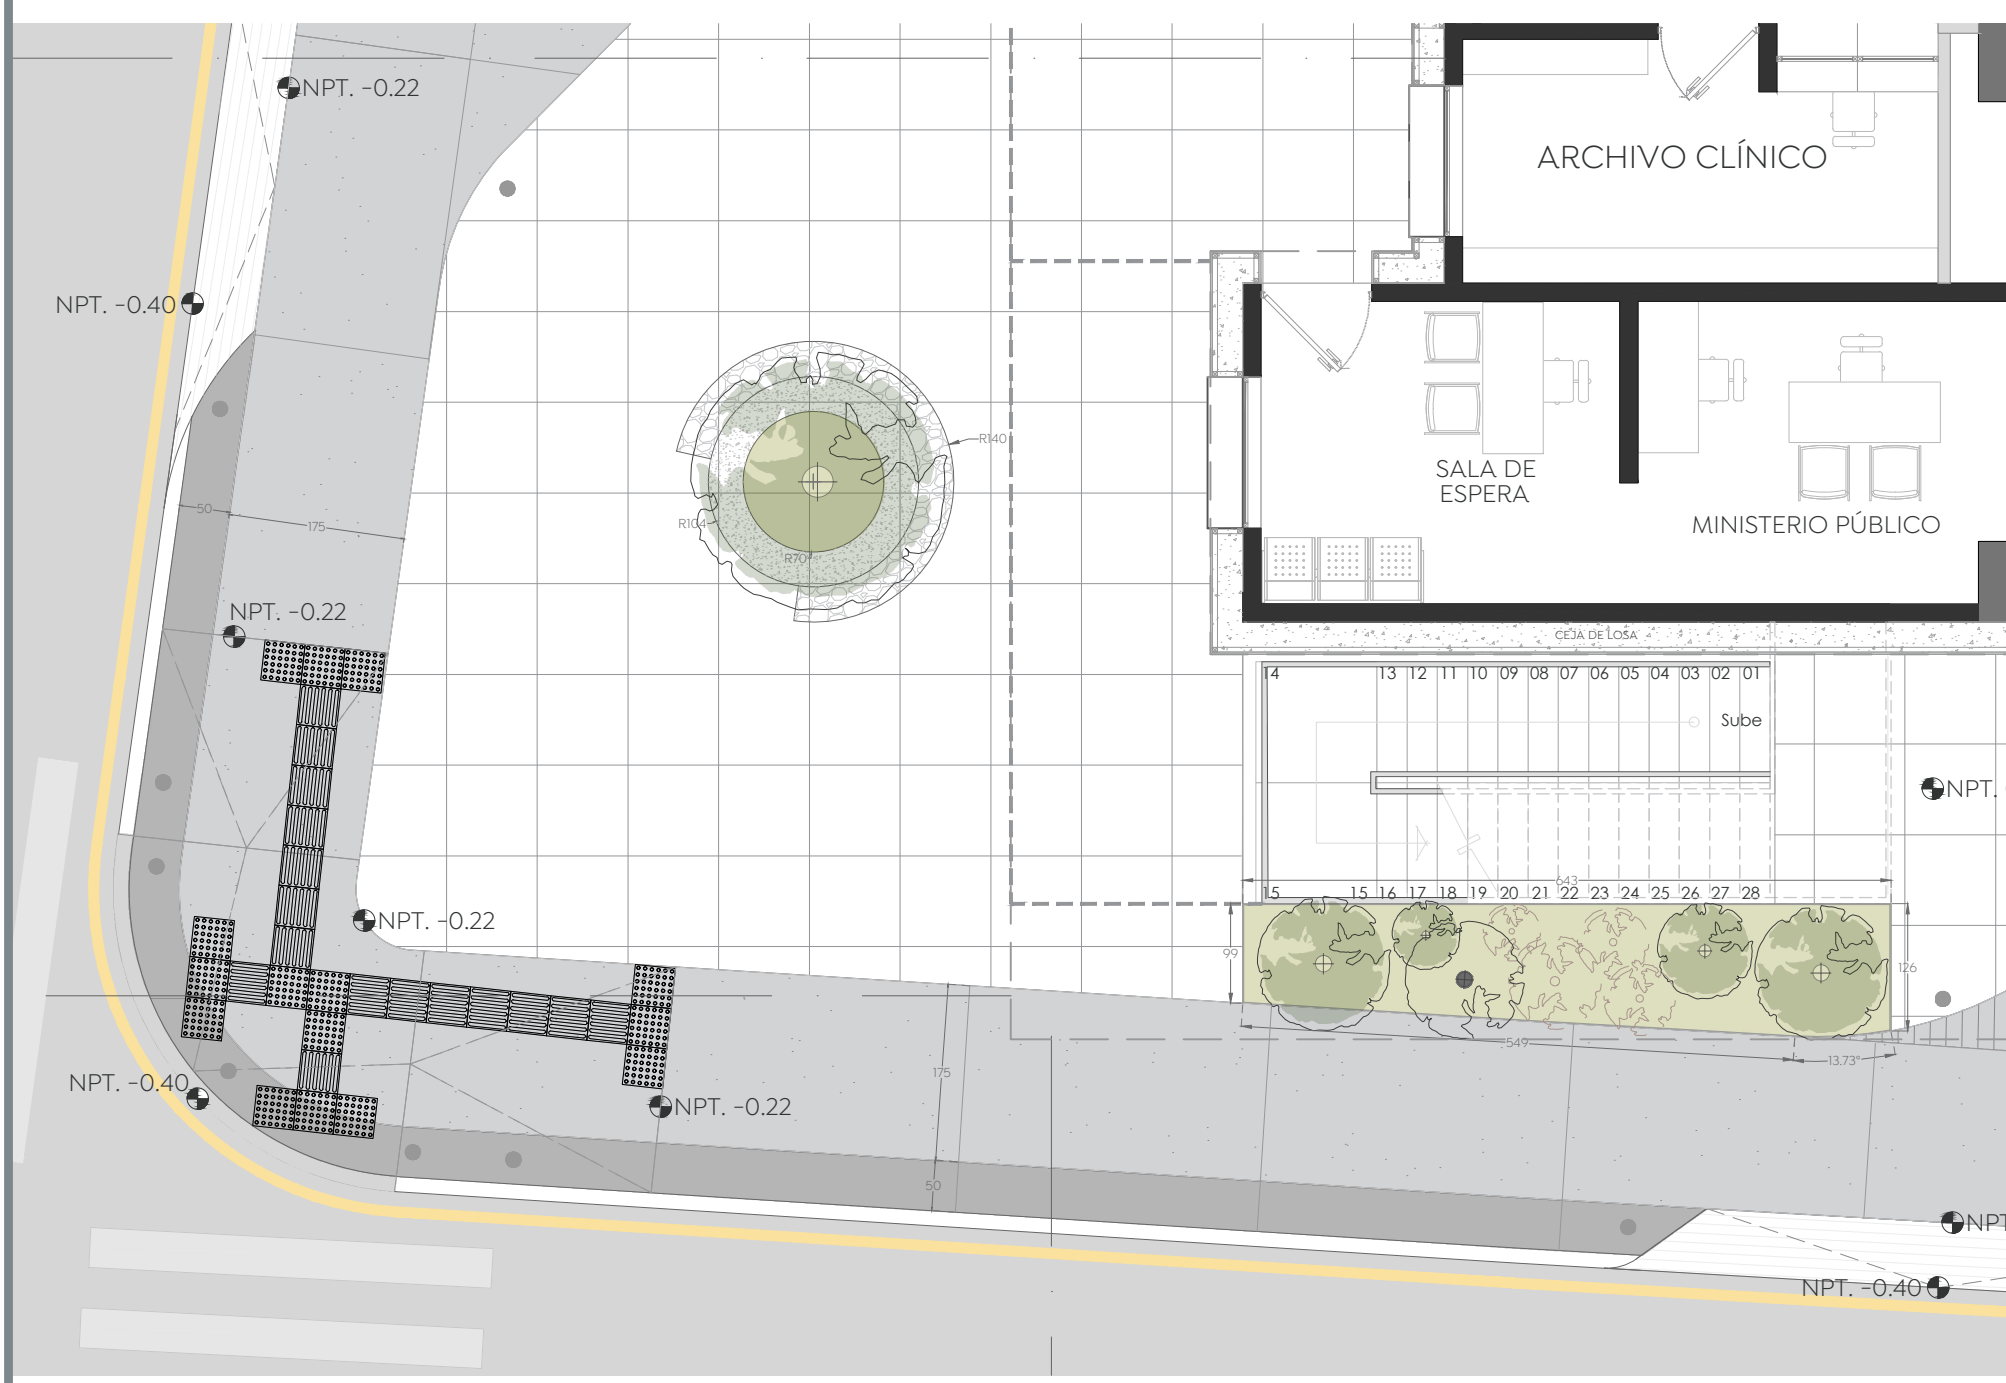 NPT. -0.22
ARCHIVO CLÍNICO
NPT. -0.40
R140
SALA DE
ESPERA
50
175
R104
MINISTERIO PÚBLICO
R70
NPT. -0.22
CEJA DE LOSA
14 13 12 11 10 09 08 07 06 05 04 03 02 01
Sube
NPT.
643
15 15 16 17 18 19 20 21 22 23 24 25 26 27 28
NPT. -0.22
99
126
549
13.73°
175
NPT. -0.40
NPT. -0.22
50
NPT
NPT. -0.40